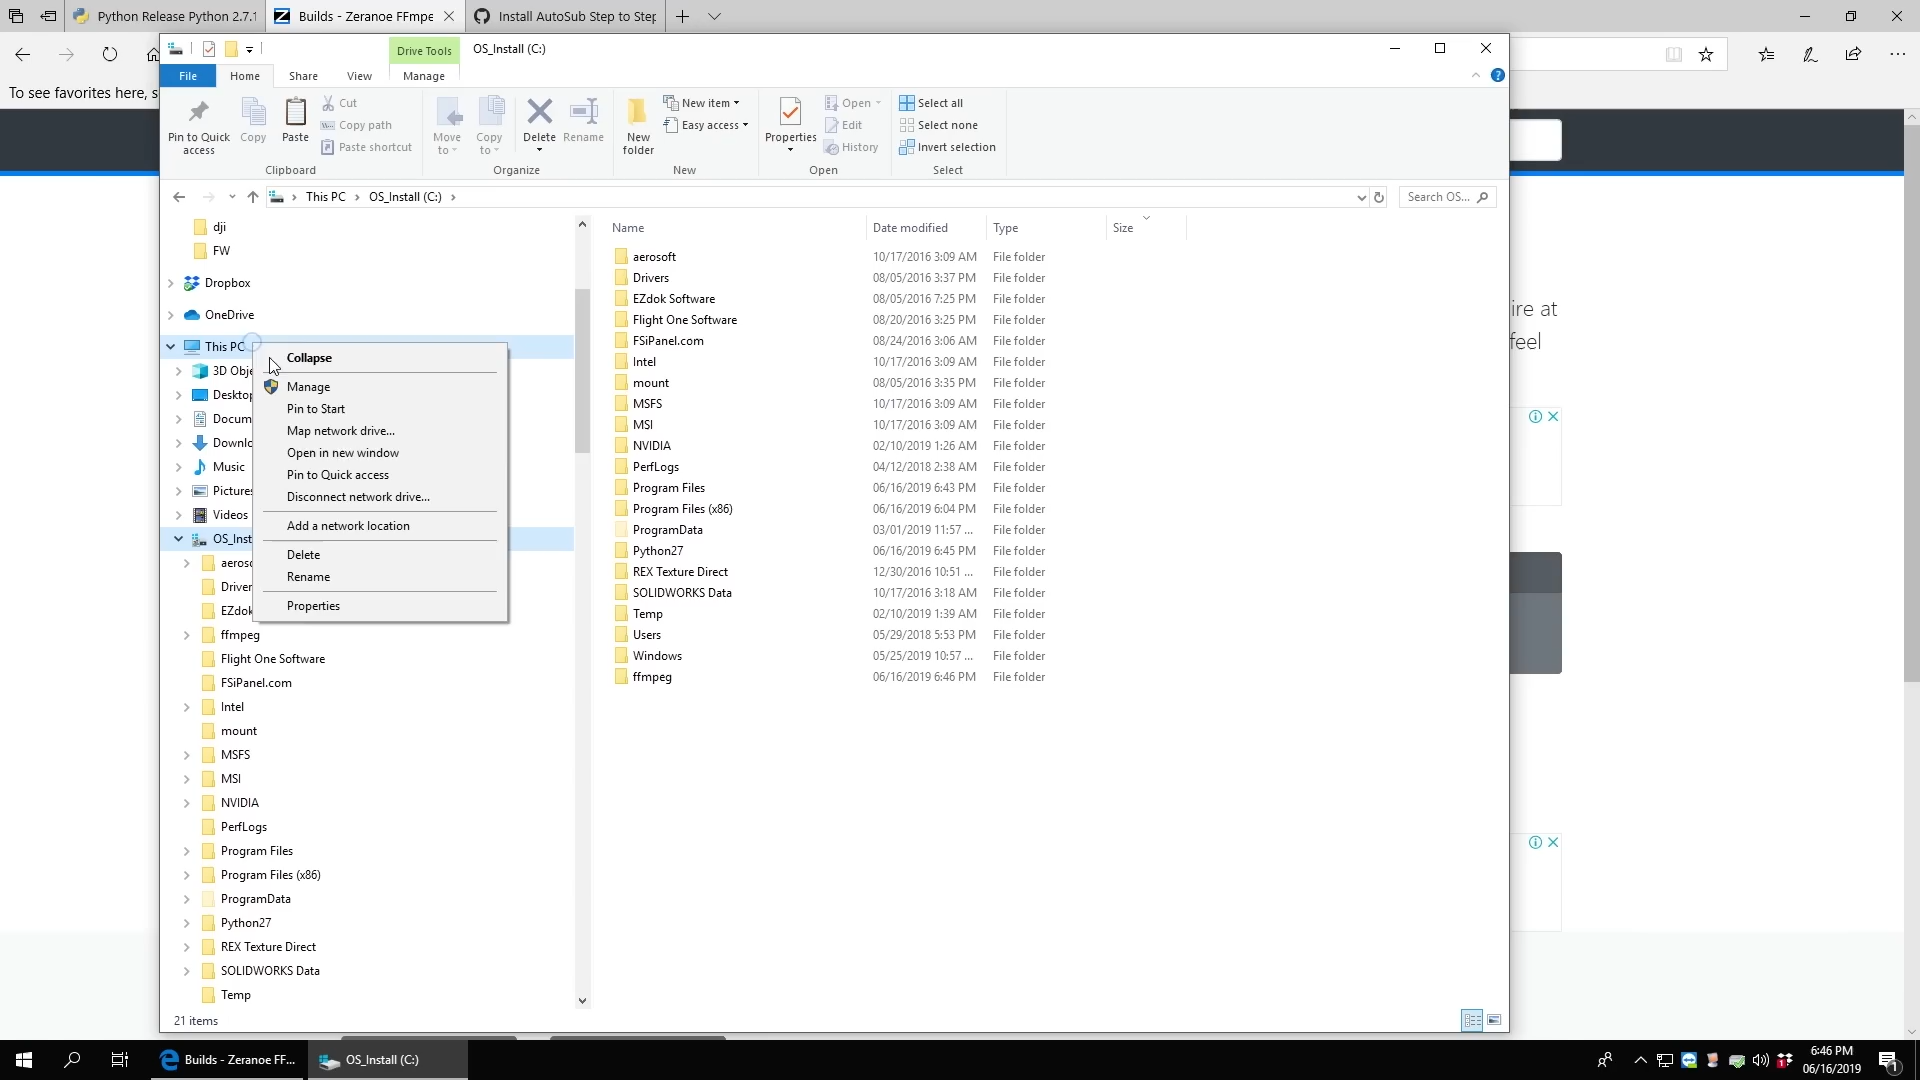 Python Release Python 2.7.1
Builds - Zeranoe FFmpe
Install AutoSub Step to Step
To see favorites here, s
Drive Tools
OS_Install (C:)
File
Home
Share
View
Manage
Pin to Quick access
Copy
Paste
Cut
Copy path
Paste shortcut
Clipboard
Move to
Copy to
Delete
Rename
Organize
New folder
New item
Easy access
New
Properties
Open
Edit
History
Open
Select all
Select none
Invert selection
Select
This PC
OS_Install (C:)
Search OS...
dji
FW
Dropbox
OneDrive
This PC
3D Obje
Desktop
Docum
Downlo
Music
Pictures
Videos
OS_Inst
aeroso
Driver
EZdok
ffmpeg
Flight One Software
FSiPanel.com
Intel
mount
MSFS
MSI
NVIDIA
PerfLogs
Program Files
Program Files (x86)
ProgramData
Python27
REX Texture Direct
SOLIDWORKS Data
Temp
Collapse
Manage
Pin to Start
Map network drive...
Open in new window
Pin to Quick access
Disconnect network drive...
Add a network location
Delete
Rename
Properties
Name Date modified Type Size
aerosoft 10/17/2016 3:09 AM File folder
Drivers 08/05/2016 3:37 PM File folder
EZdok Software 08/05/2016 7:25 PM File folder
Flight One Software 08/20/2016 3:25 PM File folder
FSiPanel.com 08/24/2016 3:06 AM File folder
Intel 10/17/2016 3:09 AM File folder
mount 08/05/2016 3:35 PM File folder
MSFS 10/17/2016 3:09 AM File folder
MSI 10/17/2016 3:09 AM File folder
NVIDIA 02/10/2019 1:26 AM File folder
PerfLogs 04/12/2018 2:38 AM File folder
Program Files 06/16/2019 6:43 PM File folder
Program Files (x86) 06/16/2019 6:04 PM File folder
ProgramData 03/01/2019 11:57 ... File folder
Python27 06/16/2019 6:45 PM File folder
REX Texture Direct 12/30/2016 10:51 ... File folder
SOLIDWORKS Data 10/17/2016 3:18 AM File folder
Temp 02/10/2019 1:39 AM File folder
Users 05/29/2018 5:53 PM File folder
Windows 05/25/2019 10:57 ... File folder
ffmpeg 06/16/2019 6:46 PM File folder
ire at
feel
21 items
Builds - Zeranoe FF...
OS_Install (C:)
6:46 PM
06/16/2019
1